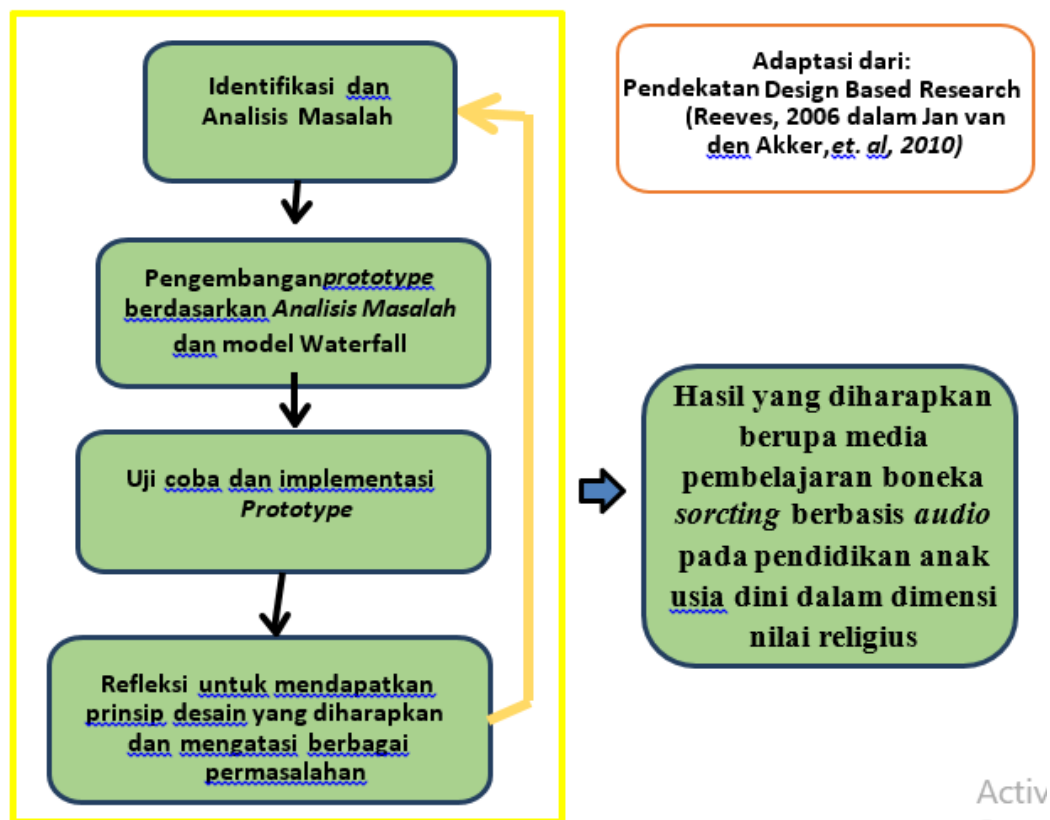 Identifikasi dan
Analisis Masalah
Pengembangan prototype
berdasarkan Analisis Masalah
dan model Waterfall
Uji coba dan implementasi
Prototype
Refleksi untuk mendapatkan
prinsip desain yang diharapkan
dan mengatasi berbagai
permasalahan
Adaptasi dari:
Pendekatan Design Based Research
(Reeves, 2006 dalam Jan van
den Akker,et. al, 2010)
Hasil yang diharapkan
berupa media
pembelajaran boneka
sorcting berbasis audio
pada pendidikan anak
usia dini dalam dimensi
nilai religius
Activ